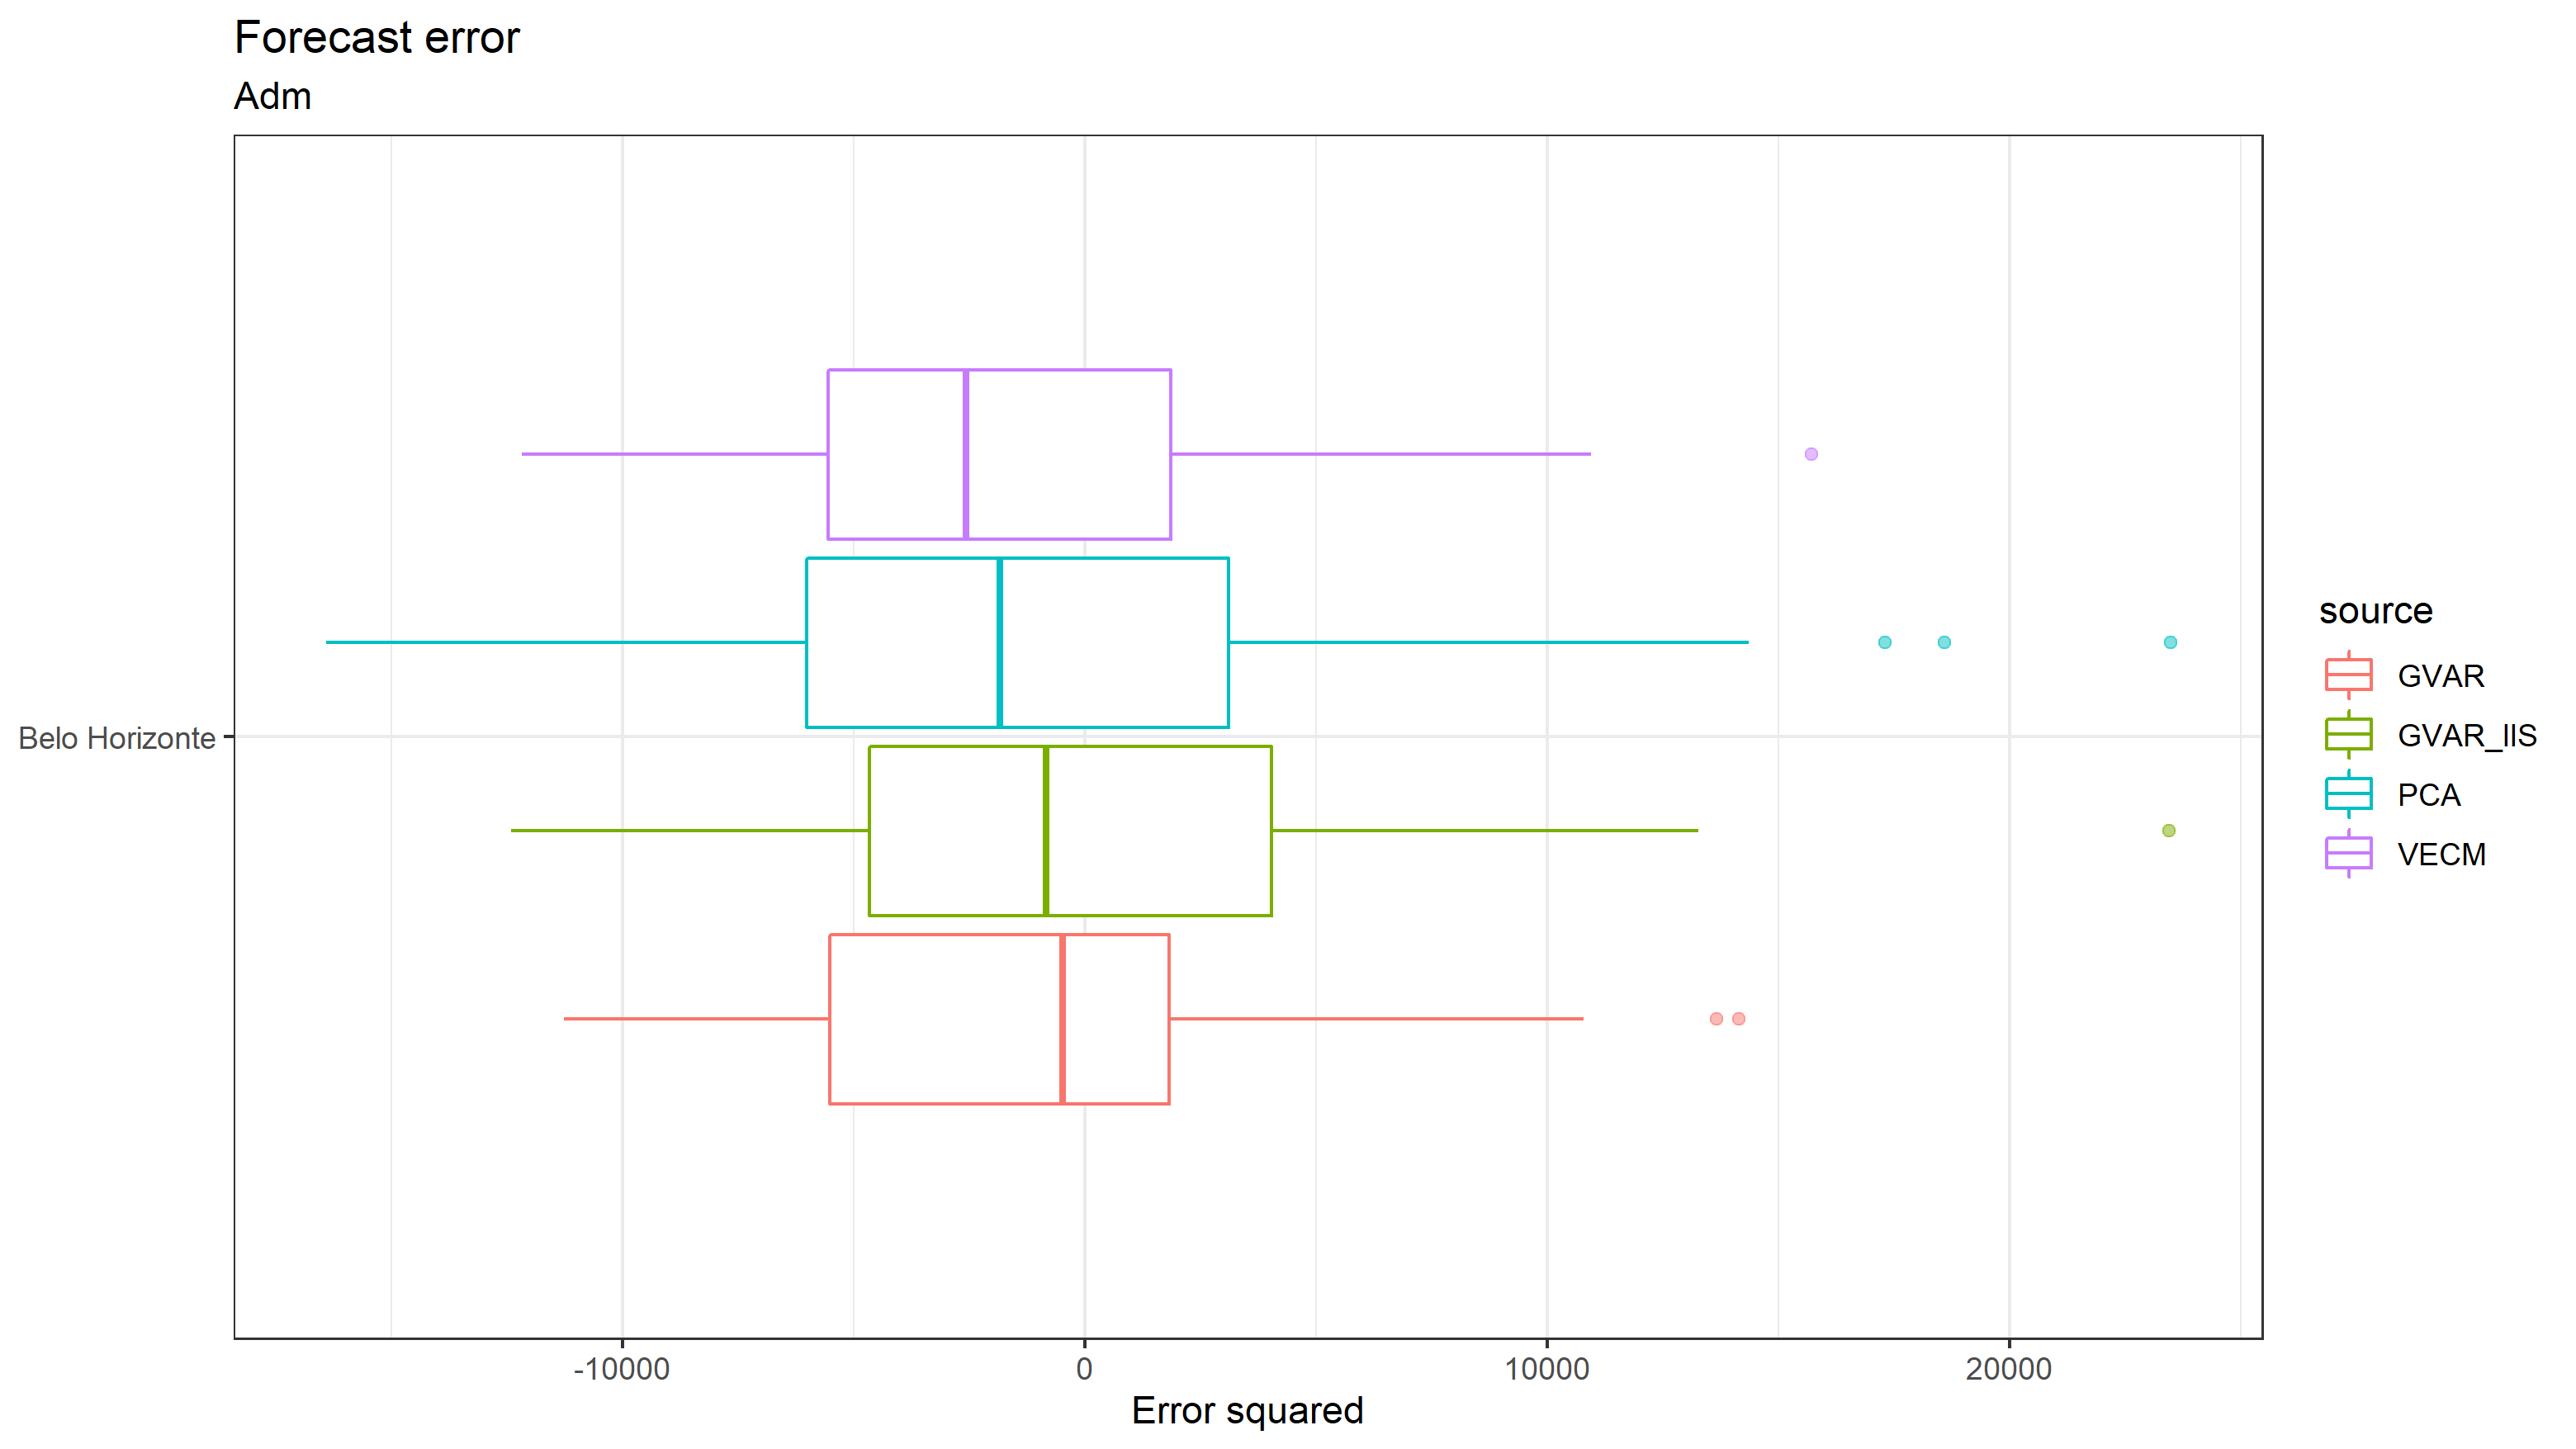 Forecast error
Adm
Belo Horizonte
-10000
0
10000
20000
Error squared
source
GVAR
GVAR_IIS
PCA
VECM